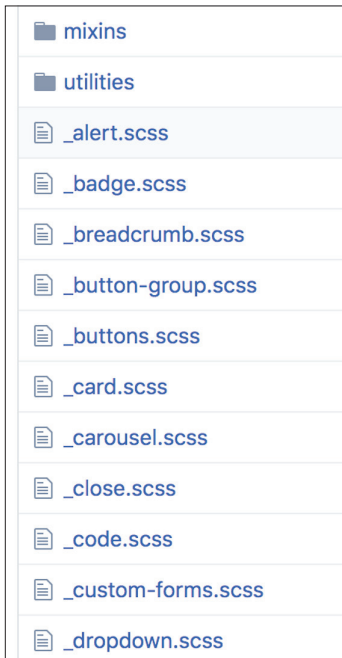 mixins
utilities
_alert.scss
_badge.scss
_breadcrumb.scss
_button-group.scss
_buttons.scss
_card.scss
_carousel.scss
_close.scss
_code.scss
_custom-forms.scss
_dropdown.scss